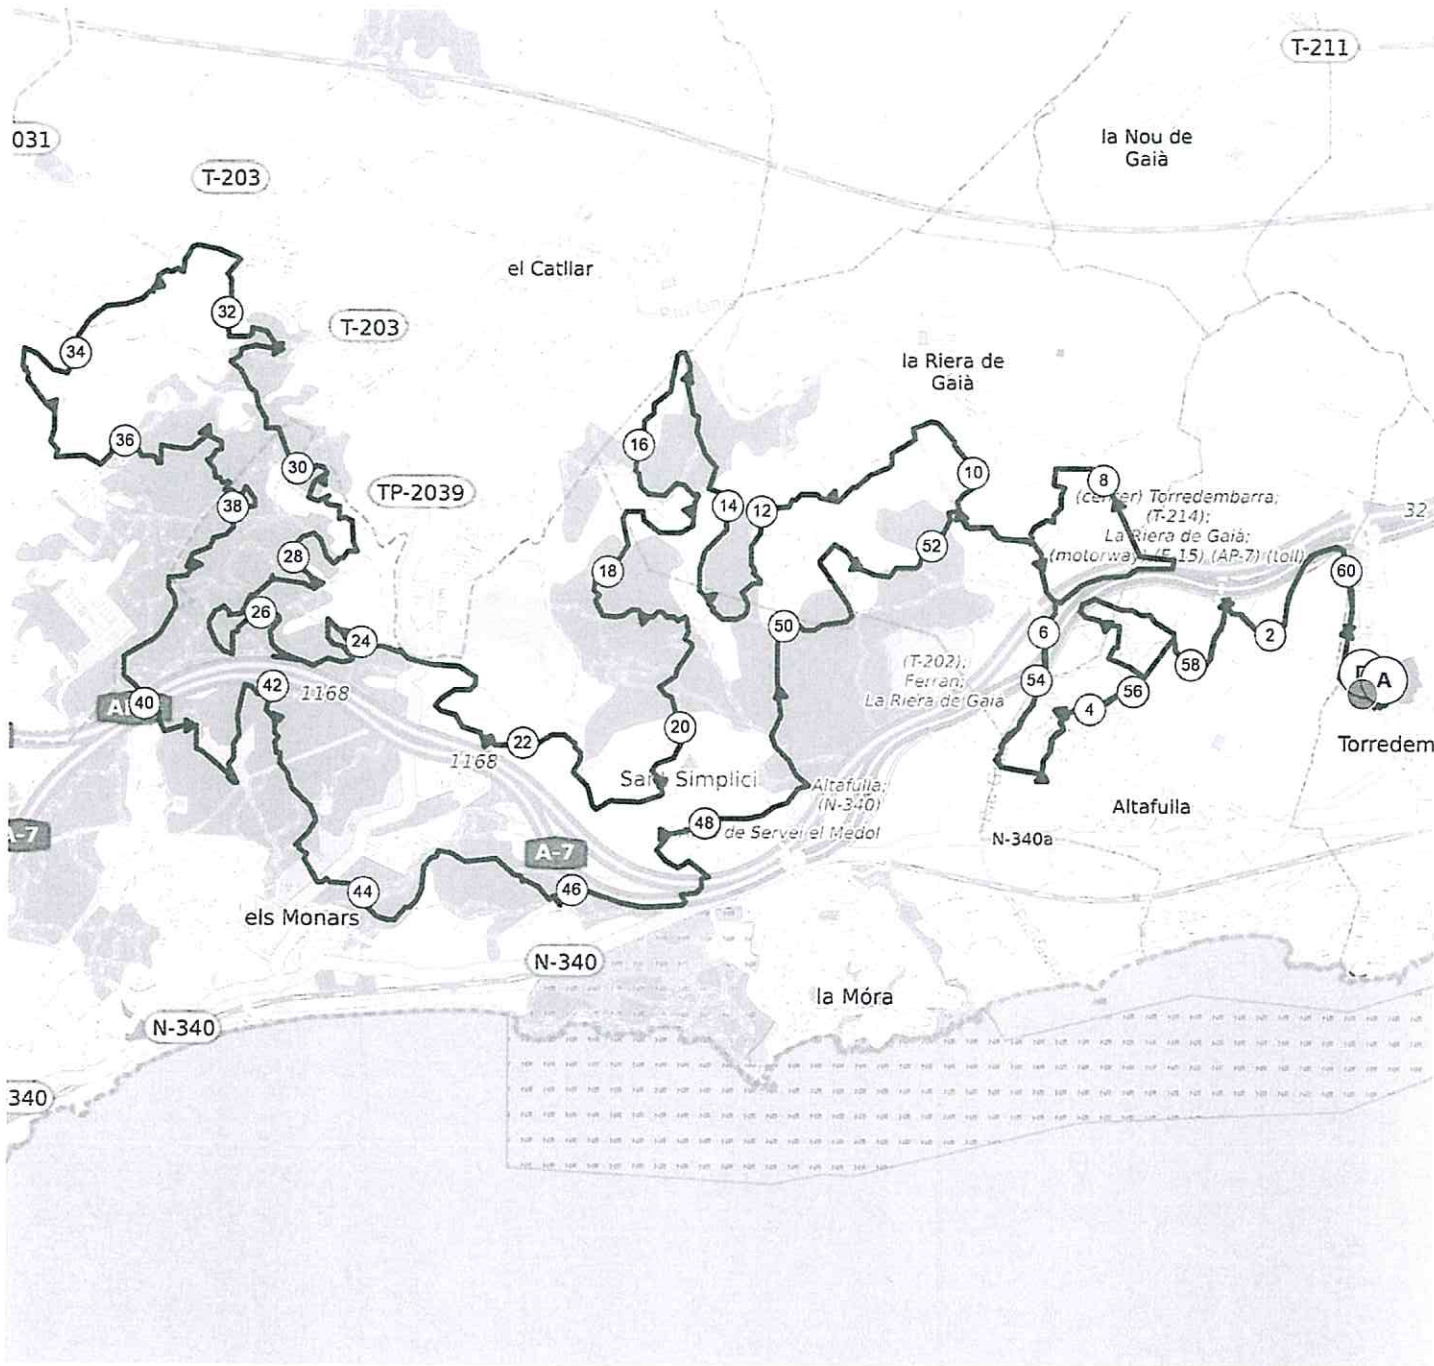 T-211
la Nou de
Gaià
031
T-203
el Catllar
32
T-203
34
la Riera de
Gaià
36
16
30
10
8
TP-2039
38
14
12
(center) Torredembarra;
(T-214);
La Riera de Gaià;
(motorway) (E-15) (AP-7) (toll)
32
52
28
18
60
26
50
24
6
2
(T-202);
Ferran;
La Riera de Gaià
58
54
42
1168
56
A
40
4
20
22
1168
Torredem
Sant Simplici
Altafulla;
(N-340)
Altafulla
48
de Servei el Mèdol
A-7
N-340a
A-7
46
44
els Monars
N-340
la Móra
N-340
340